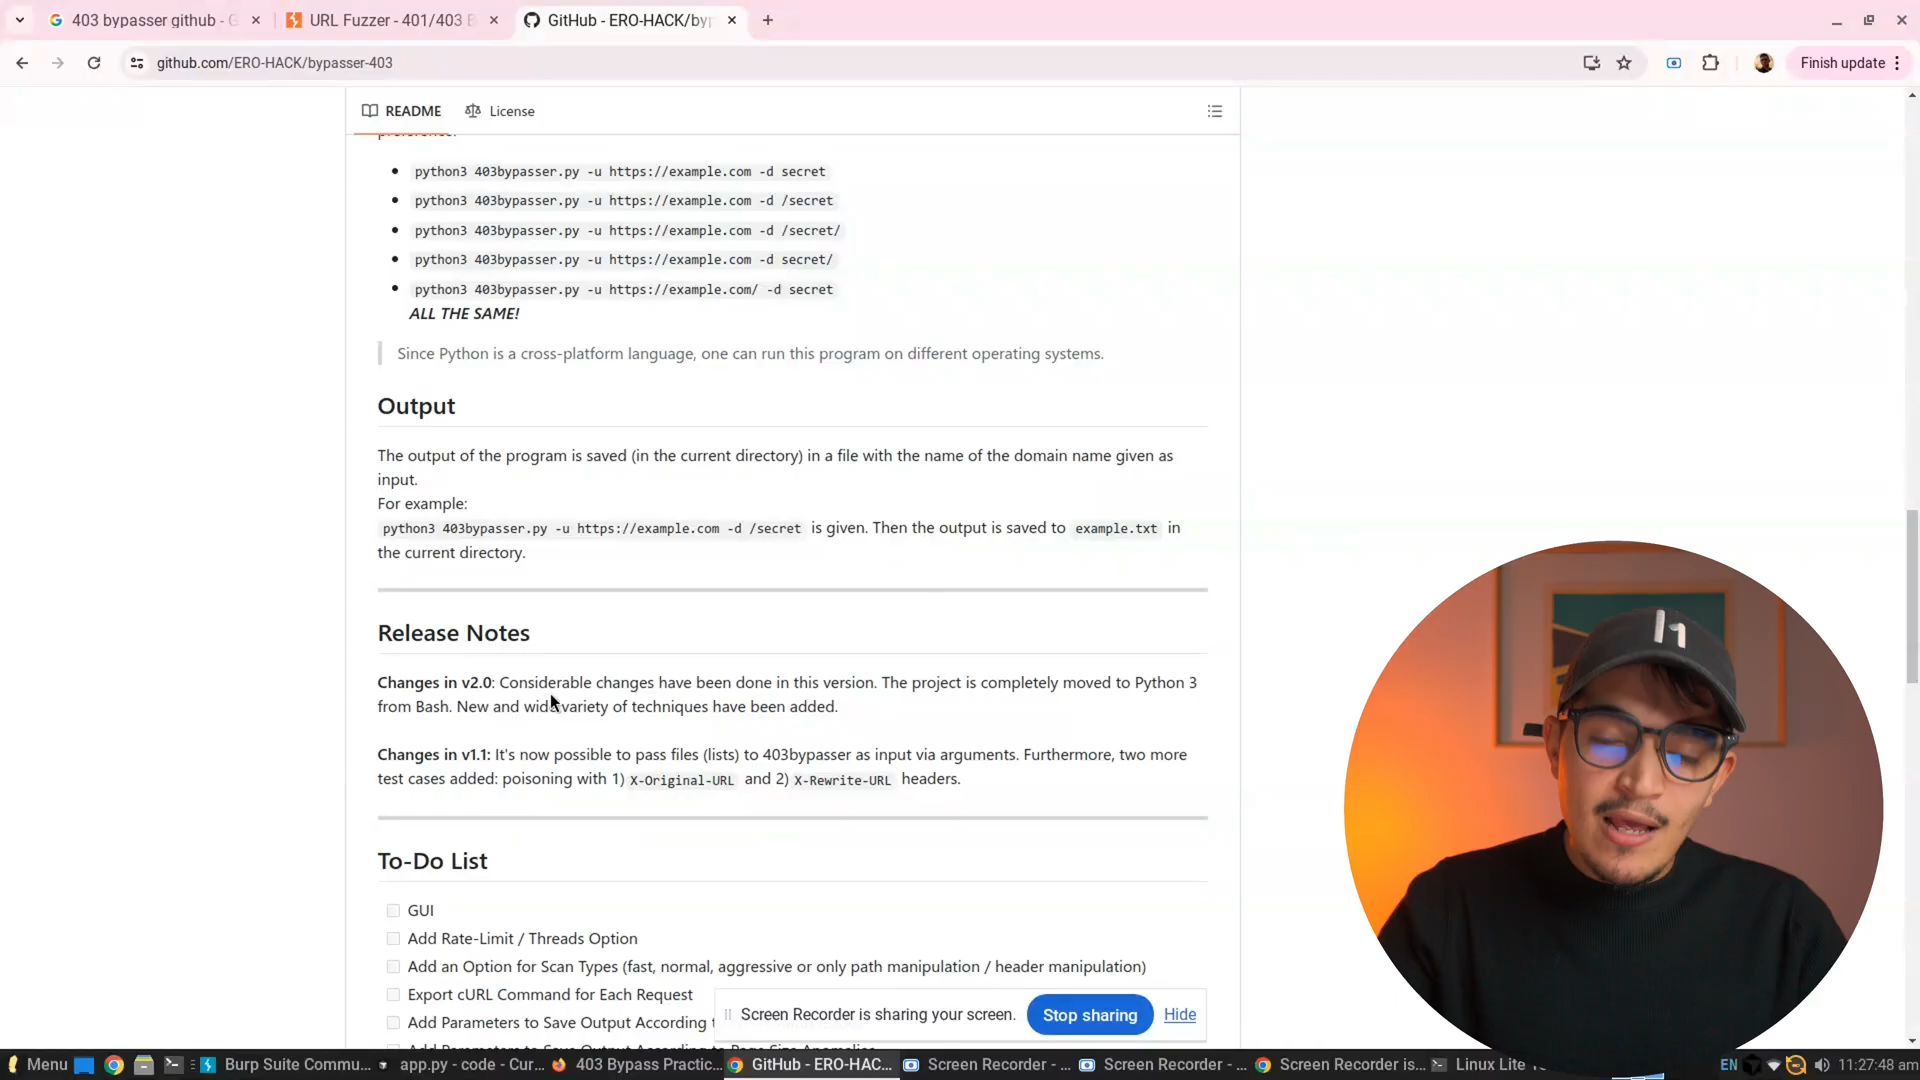 403 bypasser github - G
URL Fuzzer - 401/403 B
GitHub - ERO-HACK/byp
github.com/ERO-HACK/bypasser-403
Finish update
README
License
preference.
python3 403bypasser.py -u https://example.com -d secret
python3 403bypasser.py -u https://example.com -d /secret
python3 403bypasser.py -u https://example.com -d /secret/
python3 403bypasser.py -u https://example.com -d secret/
python3 403bypasser.py -u https://example.com/ -d secret
ALL THE SAME!
Since Python is a cross-platform language, one can run this program on different operating systems.
Output
The output of the program is saved (in the current directory) in a file with the name of the domain name given as
input.
For example:
python3 403bypasser.py -u https://example.com -d /secret is given. Then the output is saved to example.txt in
the current directory.
Release Notes
Changes in v2.0: Considerable changes have been done in this version. The project is completely moved to Python 3
from Bash. New and wide variety of techniques have been added.
Changes in v1.1: It's now possible to pass files (lists) to 403bypasser as input via arguments. Furthermore, two more
test cases added: poisoning with 1) X-Original-URL and 2) X-Rewrite-URL headers.
To-Do List
GUI
Add Rate-Limit / Threads Option
Add an Option for Scan Types (fast, normal, aggressive or only path manipulation / header manipulation)
Export cURL Command for Each Request
Add Parameters to Save Output According
Screen Recorder is sharing your screen.
Stop sharing
Hide
Menu
Burp Suite Commu...
app.py - code - Cur...
403 Bypass Practic...
GitHub - ERO-HAC...
Screen Recorder - ...
Screen Recorder - ...
Screen Recorder is...
Linux Lite
EN
11:27:48 am